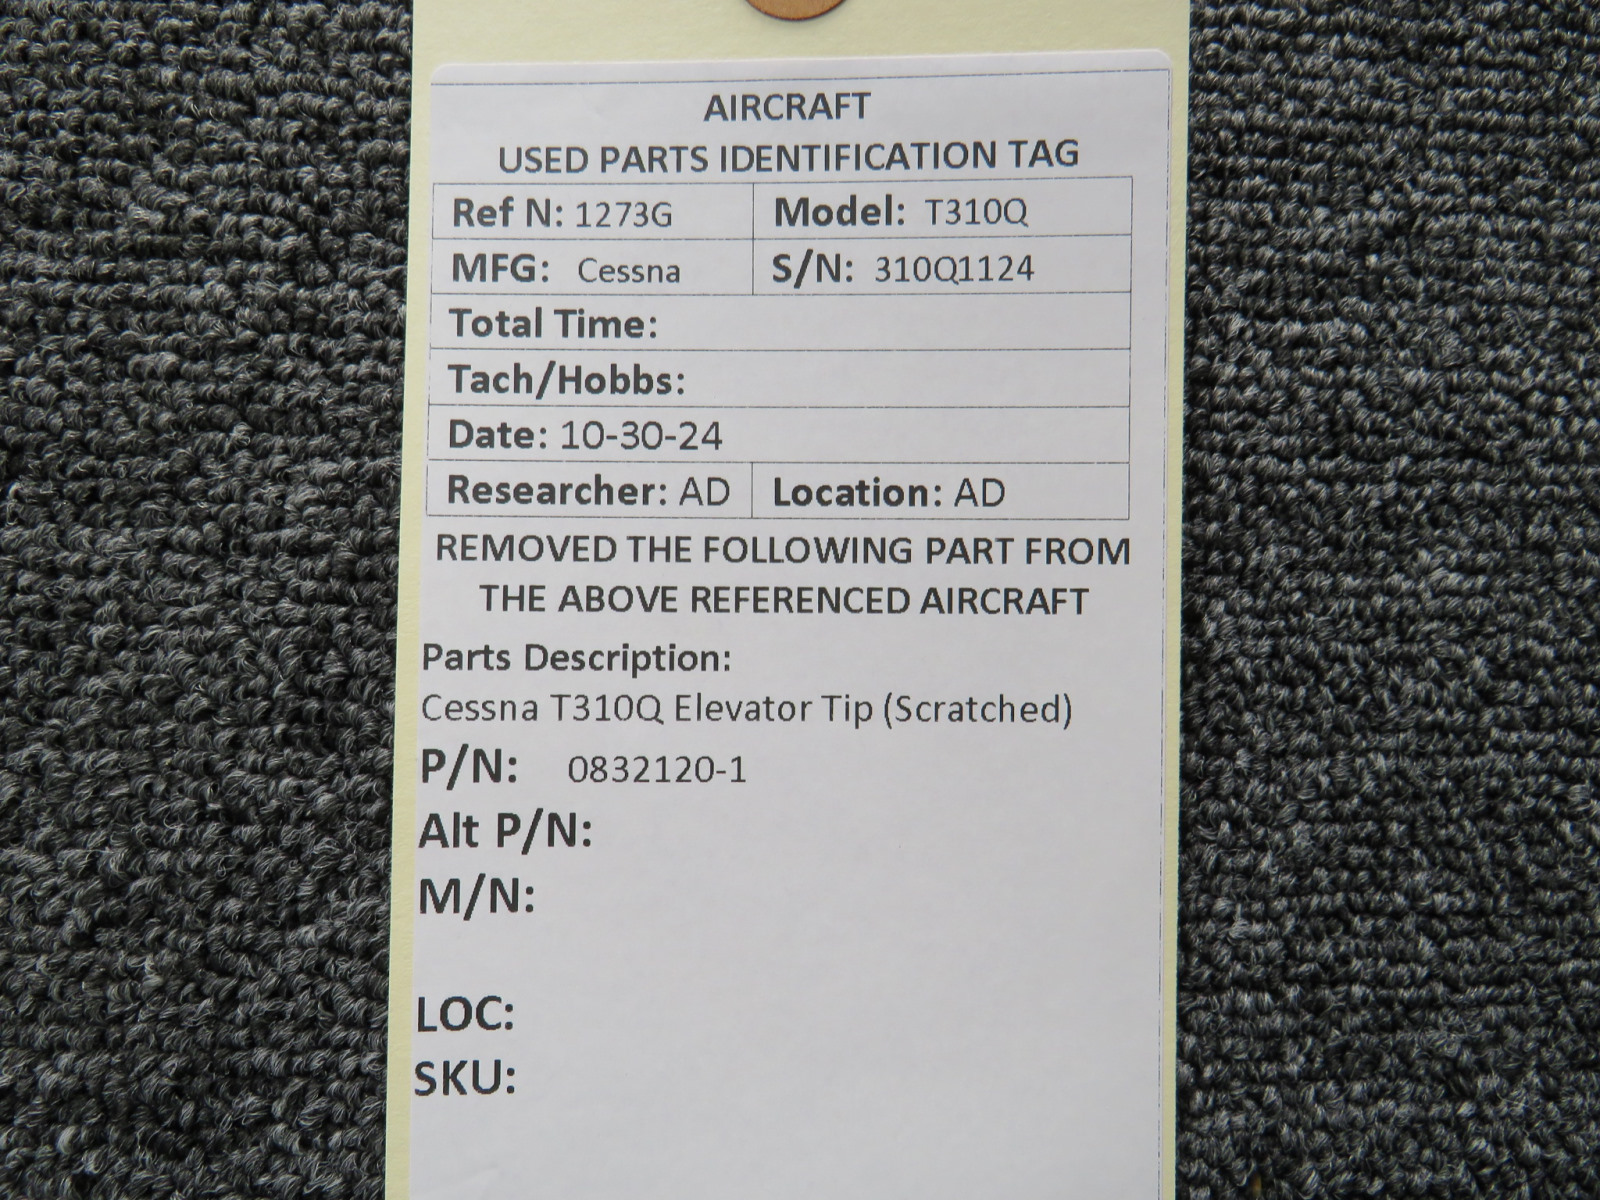 AIRCRAFT
USED PARTS IDENTIFICATION TAG
Ref N: 1273G Model: T310Q
MFG: Cessna S/N: 310Q1124
Total Time:
Tach/Hobbs:
Date: 10-30-24
Researcher: AD Location: AD
REMOVED THE FOLLOWING PART FROM
THE ABOVE REFERENCED AIRCRAFT
Parts Description:
Cessna T310Q Elevator Tip (Scratched)
P/N: 0832120-1
Alt P/N:
M/N:
LOC:
SKU: